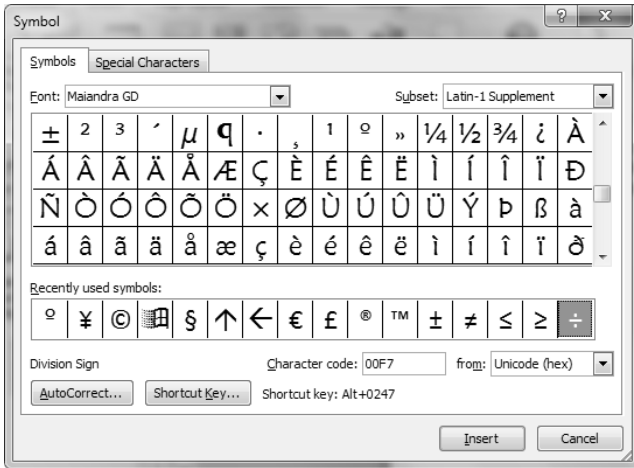 Symbol
Symbols Special Characters
Font: Maiandra GD Subset: Latin-1 Supplement
± ² ³ ´ µ ¶ · ¸ ¹ º » ¼ ½ ¾ ¿ À
Á Â Ã Ä Å Æ Ç È É Ê Ë Ì Í Î Ï Ð
Ñ Ò Ó Ô Õ Ö × Ø Ù Ú Û Ü Ý Þ ß à
á â ã ä å æ ç è é ê ë ì í î ï ð
Recently used symbols:
º ¥ © § ↑ ← € £ ® ™ ± ≠ ≤ ≥ ÷
Division Sign Character code: 00F7 from: Unicode (hex)
AutoCorrect... Shortcut Key... Shortcut key: Alt+0247
Insert Cancel